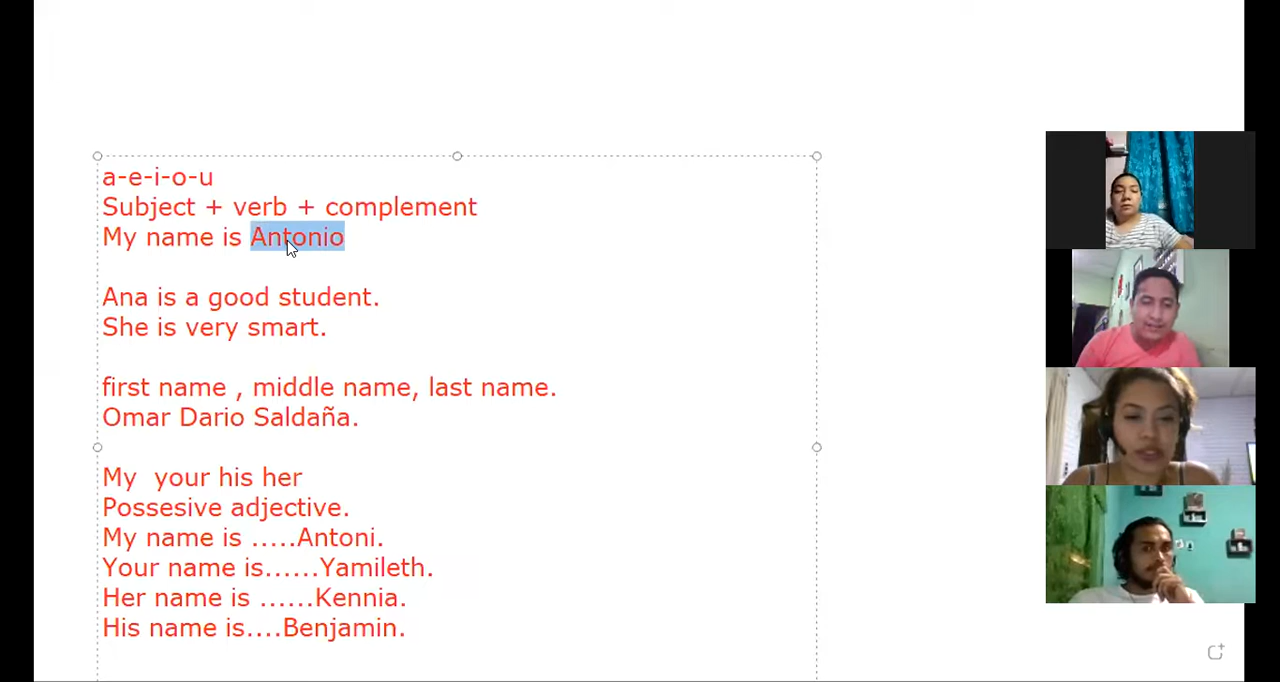 a-e-i-o-u
Subject + verb + complement
My name is Antonio
Ana is a good student.
She is very smart.
first name , middle name, last name.
Omar Dario Saldaña.
My  your his her
Possesive adjective.
My name is .....Antoni.
Your name is......Yamileth.
Her name is ......Kennia.
His name is....Benjamin.